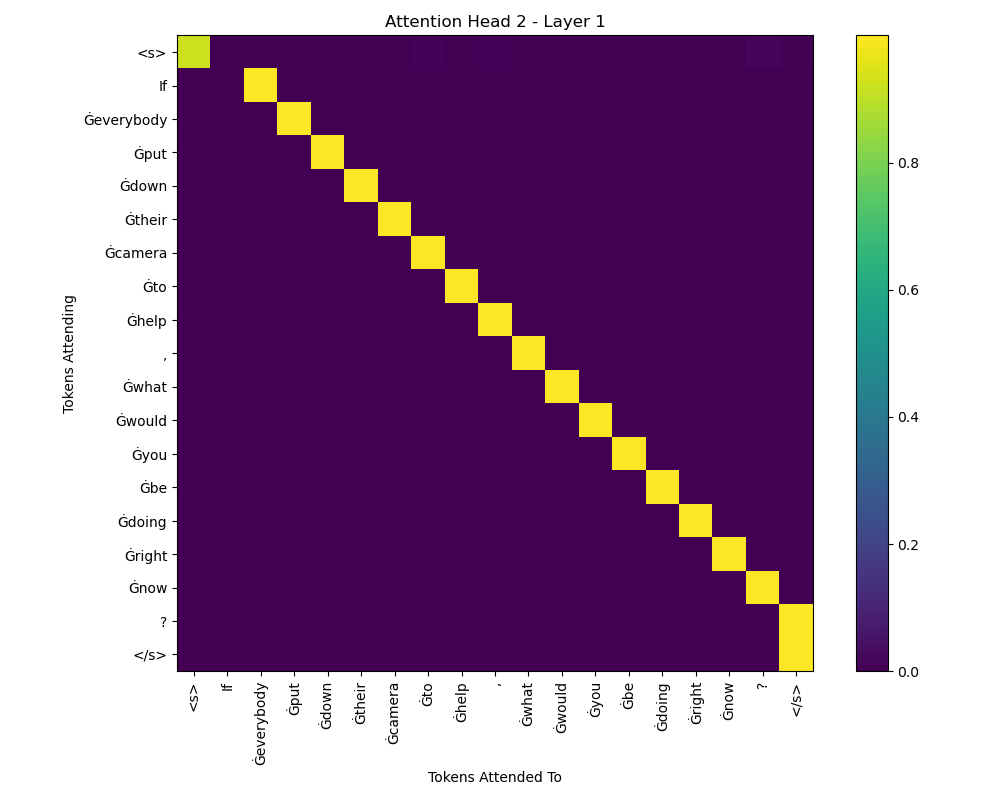 Attention Head 2 - Layer 1
<s>
If
Ġeverybody
Ġput
Ġdown
Ġtheir
Ġcamera
Ġto
Ġhelp
,
Ġwhat
Ġwould
Ġyou
Ġbe
Ġdoing
Ġright
Ġnow
?
</s>
Tokens Attending
<s>
If
Ġeverybody
Ġput
Ġdown
Ġtheir
Ġcamera
Ġto
Ġhelp
,
Ġwhat
Ġwould
Ġyou
Ġbe
Ġdoing
Ġright
Ġnow
?
</s>
Tokens Attended To
0.8
0.6
0.4
0.2
0.0